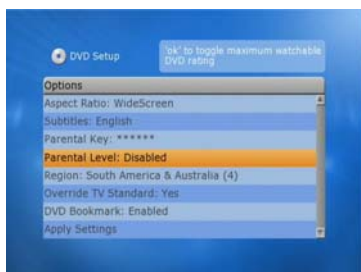 DVD Setup
'ok' to toggle maximum watchable
DVD rating
Options
Aspect Ratio: WideScreen
Subtitles: English
Parental Key: ******
Parental Level: Disabled
Region: South America & Australia (4)
Override TV Standard: Yes
DVD Bookmark: Enabled
Apply Settings